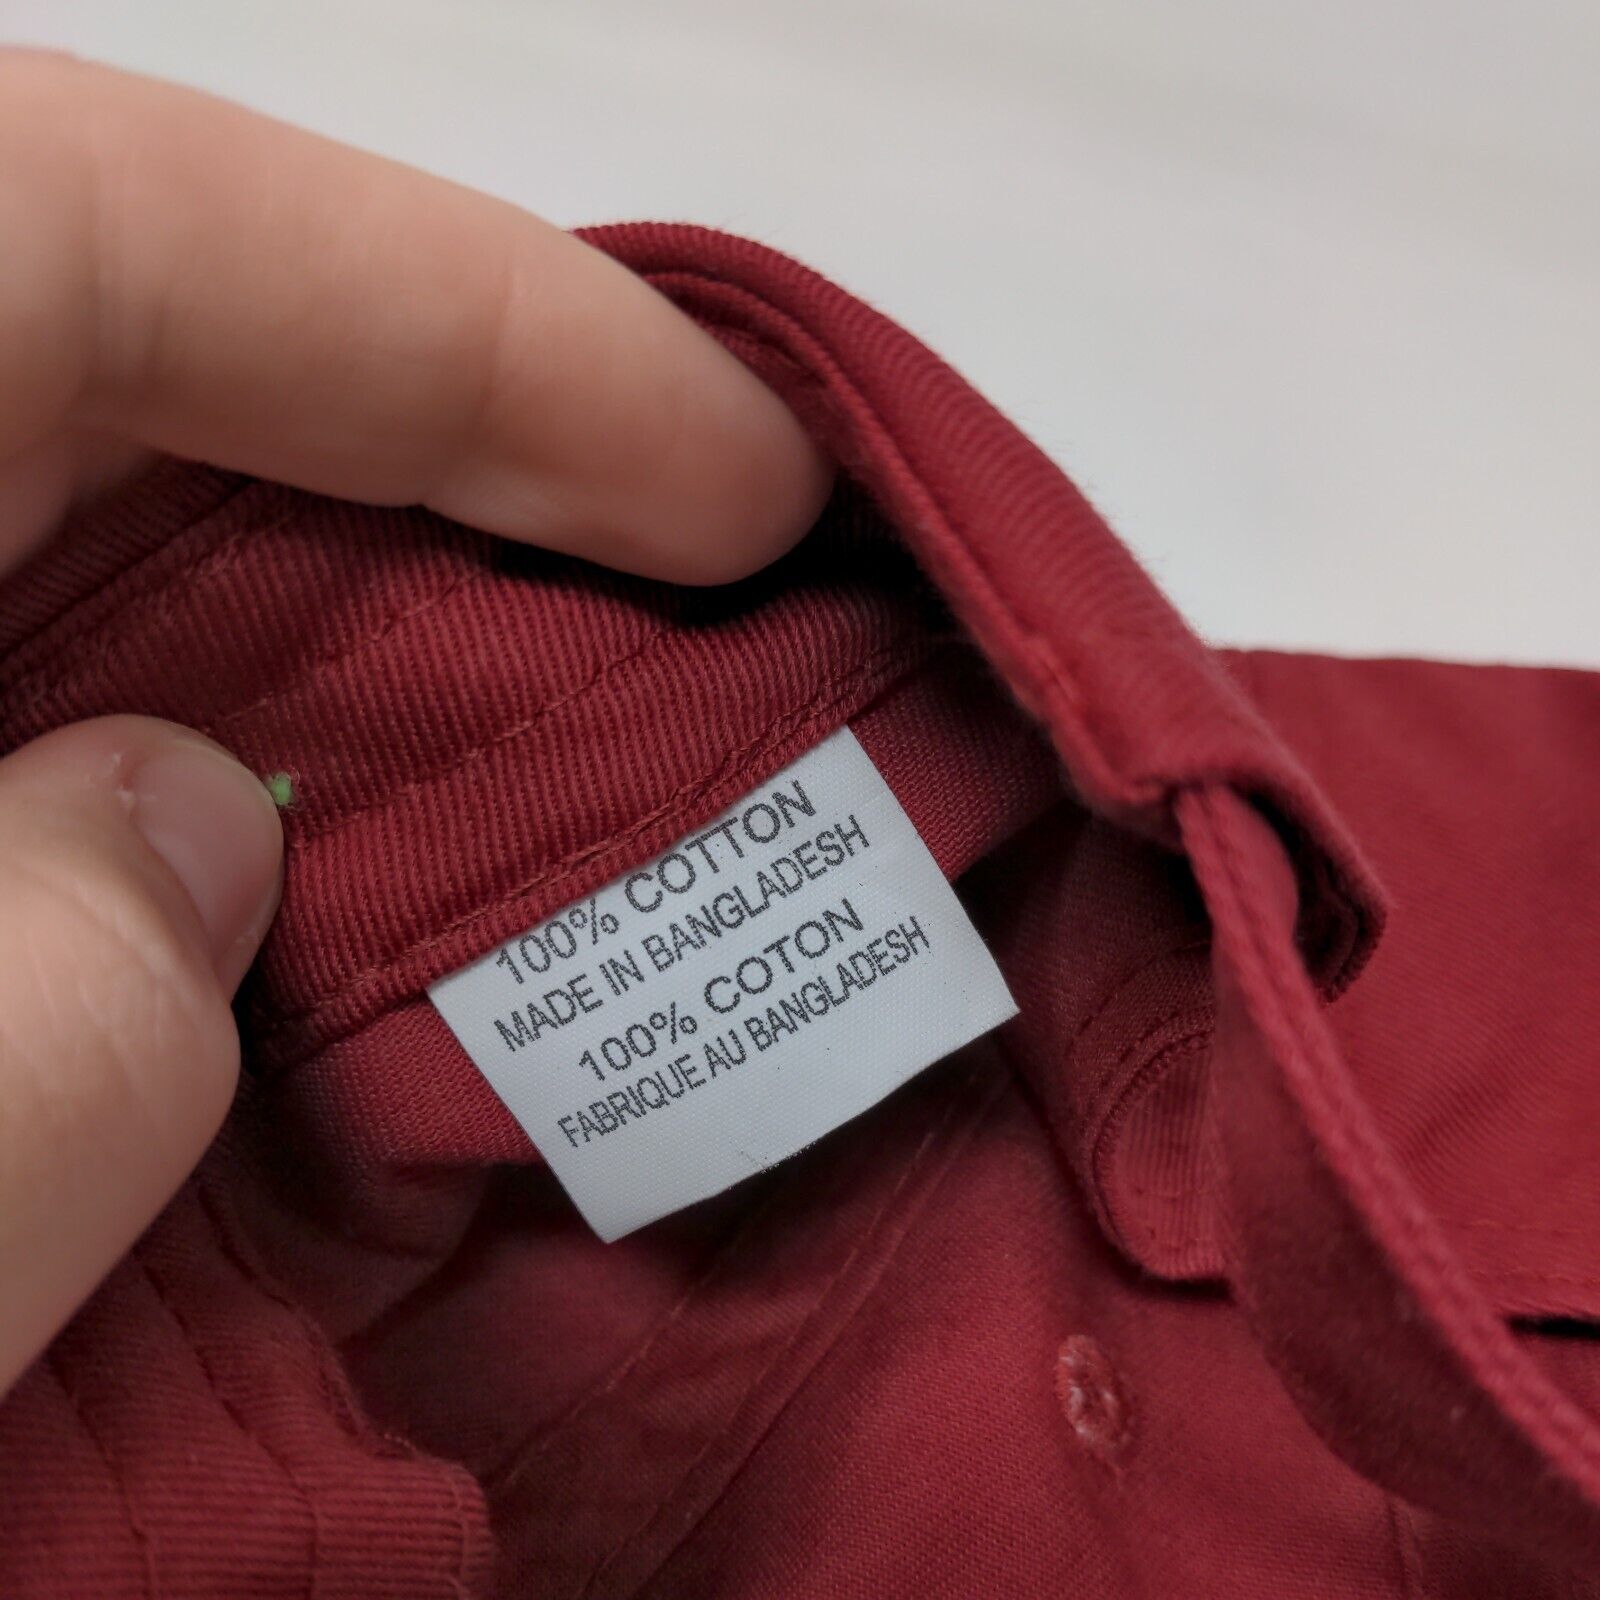 100% COTTON
MADE IN BANGLADESH
100% COTON
FABRIQUE AU BANGLADESH